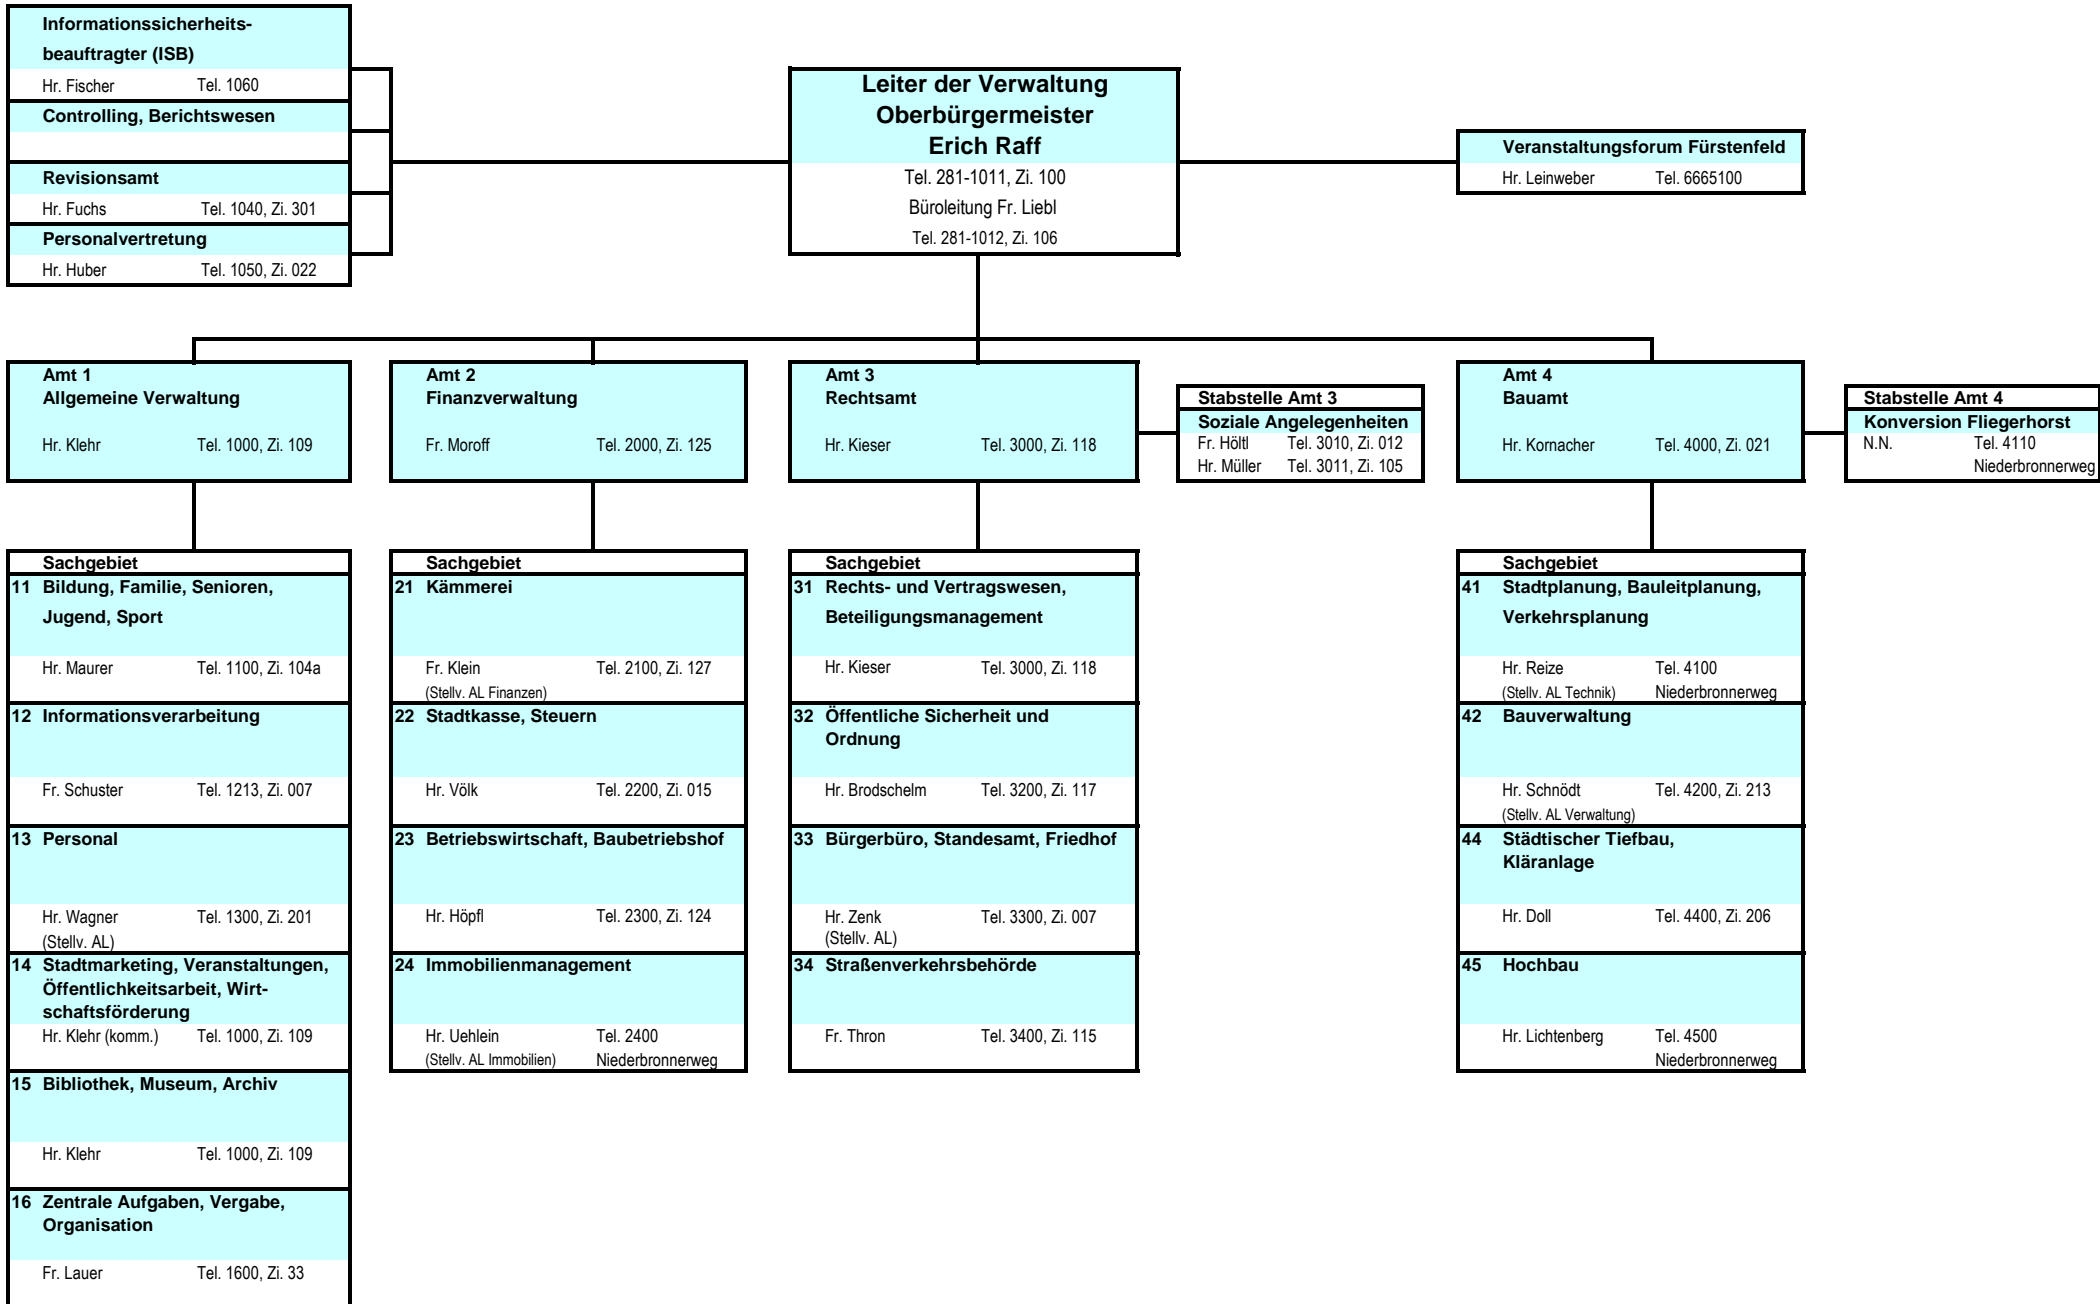 Informationssicherheits-
beauftragter (ISB)
Hr. Fischer Tel. 1060
Controlling, Berichtswesen
Revisionsamt
Hr. Fuchs Tel. 1040, Zi. 301
Personalvertretung
Hr. Huber Tel. 1050, Zi. 022
Leiter der Verwaltung
Oberbürgermeister
Erich Raff
Tel. 281-1011, Zi. 100
Büroleitung Fr. Liebl
Tel. 281-1012, Zi. 106
Veranstaltungsforum Fürstenfeld
Hr. Leinweber Tel. 6665100
Amt 1
Allgemeine Verwaltung
Hr. Klehr Tel. 1000, Zi. 109
Amt 2
Finanzverwaltung
Fr. Moroff Tel. 2000, Zi. 125
Amt 3
Rechtsamt
Hr. Kieser Tel. 3000, Zi. 118
Stabstelle Amt 3
Soziale Angelegenheiten
Fr. Höltl Tel. 3010, Zi. 012
Hr. Müller Tel. 3011, Zi. 105
Amt 4
Bauamt
Hr. Kornacher Tel. 4000, Zi. 021
Stabstelle Amt 4
Konversion Fliegerhorst
N.N. Tel. 4110
Niederbronnerweg
Sachgebiet
11 Bildung, Familie, Senioren,
Jugend, Sport
Hr. Maurer Tel. 1100, Zi. 104a
12 Informationsverarbeitung
Fr. Schuster Tel. 1213, Zi. 007
13 Personal
Hr. Wagner Tel. 1300, Zi. 201
(Stellv. AL)
14 Stadtmarketing, Veranstaltungen,
Öffentlichkeitsarbeit, Wirt-
schaftsförderung
Hr. Klehr (komm.) Tel. 1000, Zi. 109
15 Bibliothek, Museum, Archiv
Hr. Klehr Tel. 1000, Zi. 109
16 Zentrale Aufgaben, Vergabe,
Organisation
Fr. Lauer Tel. 1600, Zi. 33
Sachgebiet
21 Kämmerei
Fr. Klein Tel. 2100, Zi. 127
(Stellv. AL Finanzen)
22 Stadtkasse, Steuern
Hr. Völk Tel. 2200, Zi. 015
23 Betriebswirtschaft, Baubetriebshof
Hr. Höpfl Tel. 2300, Zi. 124
24 Immobilienmanagement
Hr. Uehlein Tel. 2400
(Stellv. AL Immobilien) Niederbronnerweg
Sachgebiet
31 Rechts- und Vertragswesen,
Beteiligungsmanagement
Hr. Kieser Tel. 3000, Zi. 118
32 Öffentliche Sicherheit und
Ordnung
Hr. Brodschelm Tel. 3200, Zi. 117
33 Bürgerbüro, Standesamt, Friedhof
Hr. Zenk Tel. 3300, Zi. 007
(Stellv. AL)
34 Straßenverkehrsbehörde
Fr. Thron Tel. 3400, Zi. 115
Sachgebiet
41 Stadtplanung, Bauleitplanung,
Verkehrsplanung
Hr. Reize Tel. 4100
(Stellv. AL Technik) Niederbronnerweg
42 Bauverwaltung
Hr. Schnödt Tel. 4200, Zi. 213
(Stellv. AL Verwaltung)
44 Städtischer Tiefbau,
Kläranlage
Hr. Doll Tel. 4400, Zi. 206
45 Hochbau
Hr. Lichtenberg Tel. 4500
Niederbronnerweg